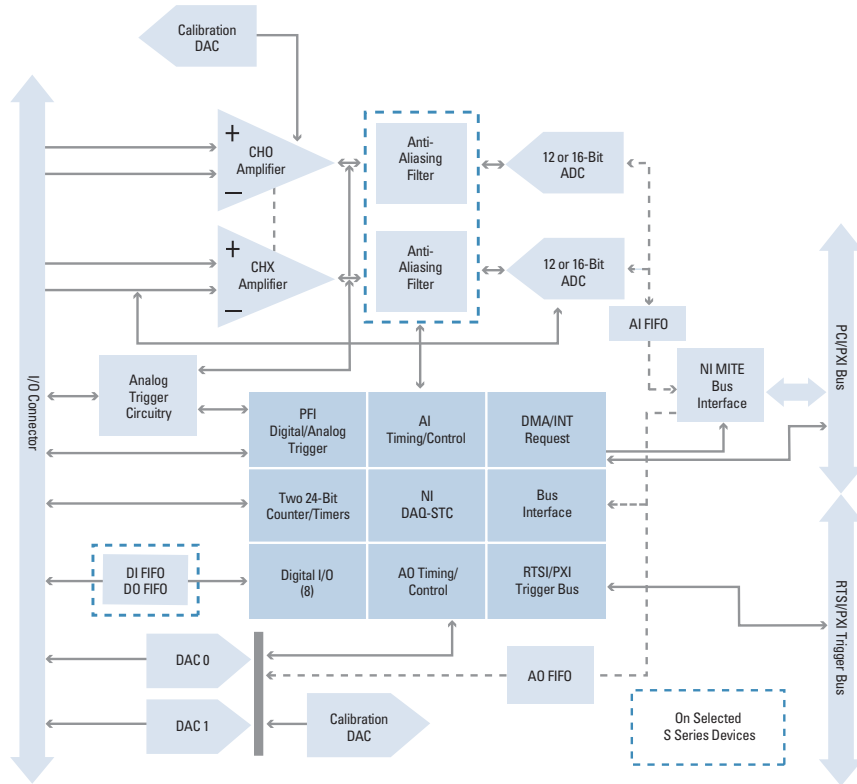 Calibration
DAC
+
CHO
Amplifier
–
Anti-
Aliasing
Filter
12 or 16-Bit
ADC
+
CHX
Amplifier
–
Anti-
Aliasing
Filter
12 or 16-Bit
ADC
AI FIFO
PCI/PXI Bus
NI MITE
Bus
Interface
I/O Connector
Analog
Trigger
Circuitry
PFI
Digital/Analog
Trigger
AI
Timing/Control
DMA/INT
Request
Two 24-Bit
Counter/Timers
NI
DAQ-STC
Bus
Interface
DI FIFO
DO FIFO
Digital I/O
(8)
AO Timing/
Control
RTSI/PXI
Trigger Bus
RTSI/PXI Trigger Bus
DAC 0
AO FIFO
DAC 1
Calibration
DAC
On Selected
S Series Devices